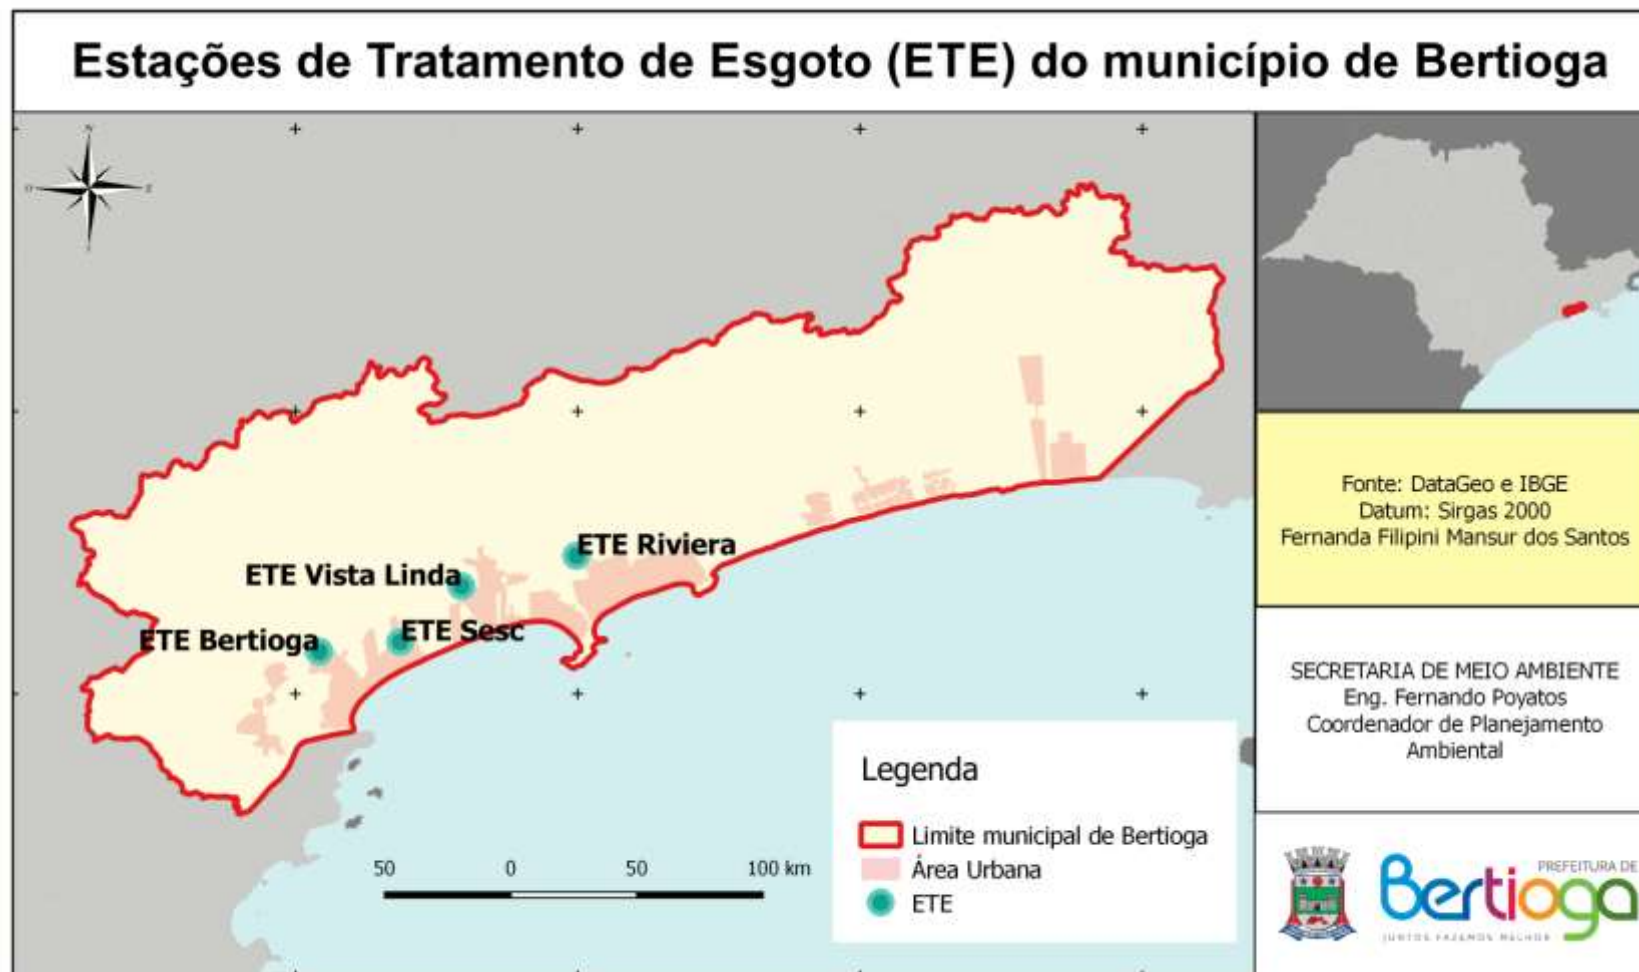 Estações de Tratamento de Esgoto (ETE) do município de Bertioga
N
O
E
ETE Riviera
ETE Vista Linda
ETE Sesc
ETE Bertioga
50 0 50 100 km
Legenda
Limite municipal de Bertioga
Área Urbana
ETE
Fonte: DataGeo e IBGE
Datum: Sirgas 2000
Fernanda Filipini Mansur dos Santos
SECRETARIA DE MEIO AMBIENTE
Eng. Fernando Poyatos
Coordenador de Planejamento
Ambiental
PREFEITURA DE
Bertioga
JUNTOS FAZEMOS MELHOR